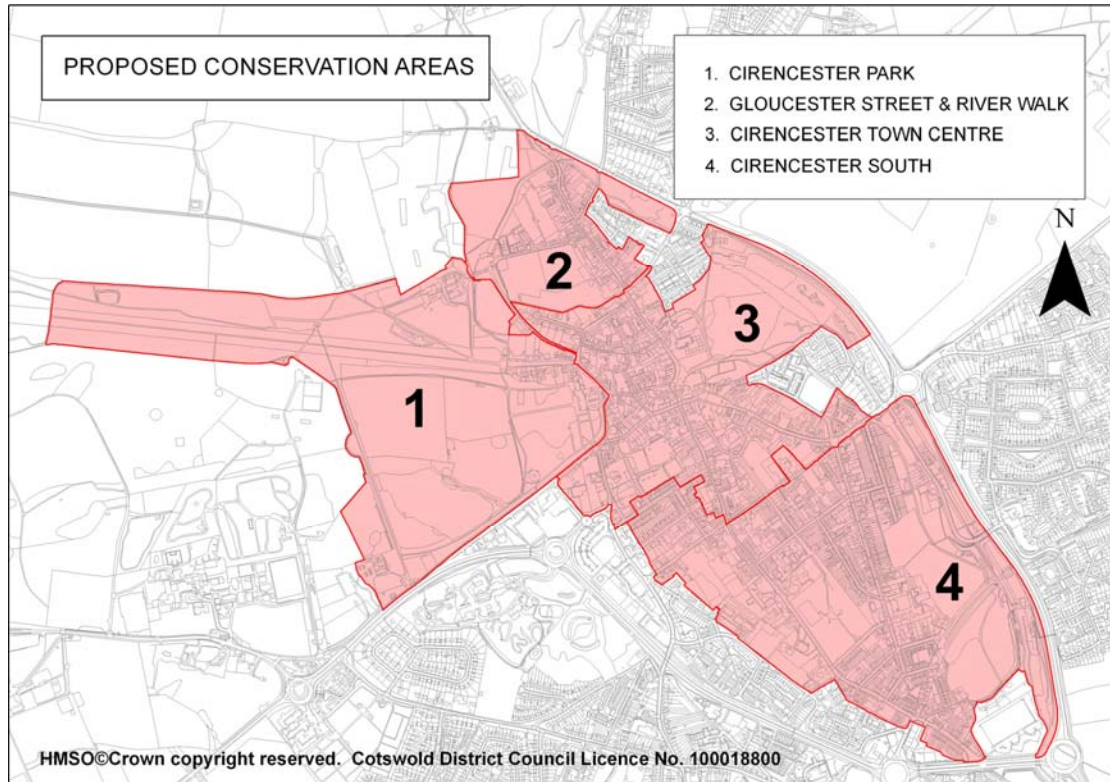 PROPOSED CONSERVATION AREAS
1. CIRENCESTER PARK
2. GLOUCESTER STREET & RIVER WALK
3. CIRENCESTER TOWN CENTRE
4. CIRENCESTER SOUTH
N
2
3
1
4
HMSO©Crown copyright reserved. Cotswold District Council Licence No. 100018800